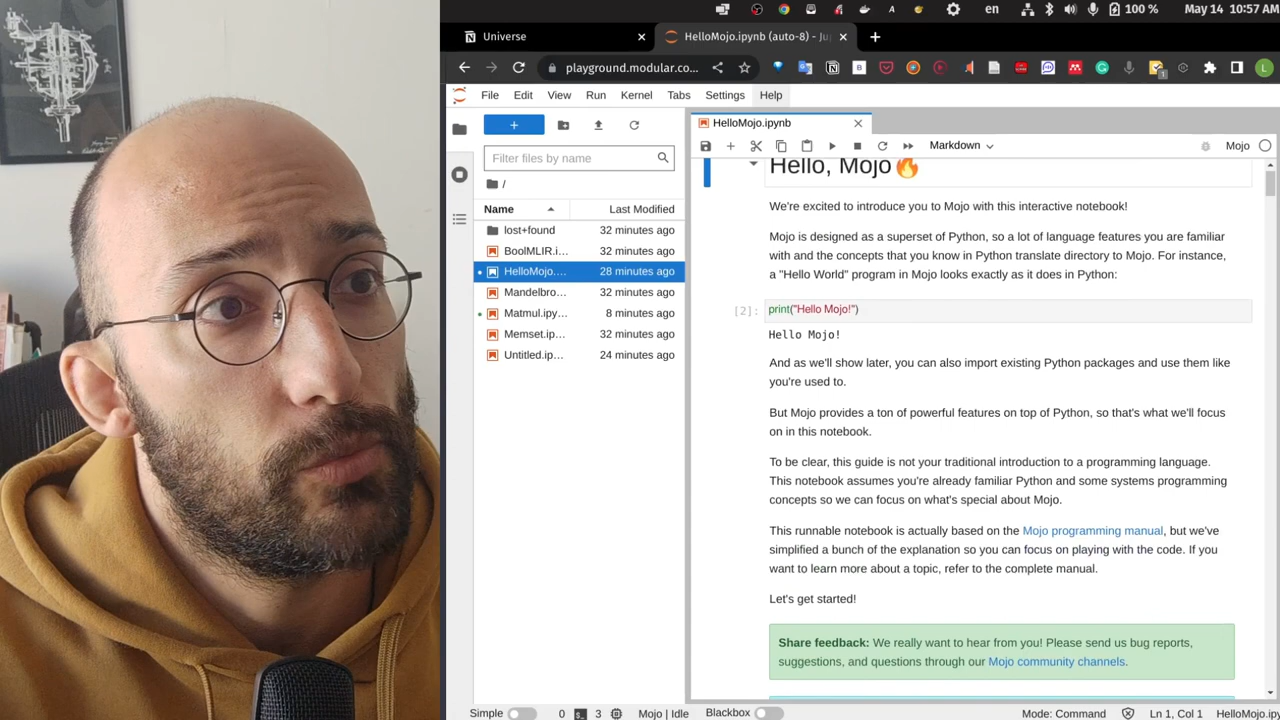 en
100 %
May 14 10:57 AM
Universe
HelloMojo.ipynb (auto-8) - Ju
playground.modular.co...
1
L
File Edit View Run Kernel Tabs Settings Help
Filter files by name
/
Name Last Modified
lost+found 32 minutes ago
BoolMLIR.i... 32 minutes ago
HelloMojo.... 28 minutes ago
Mandelbro... 32 minutes ago
Matmul.ipy... 8 minutes ago
Memset.ip... 32 minutes ago
Untitled.ip... 24 minutes ago
HelloMojo.ipynb
Markdown
Mojo
Hello, Mojo🔥
We're excited to introduce you to Mojo with this interactive notebook!
Mojo is designed as a superset of Python, so a lot of language features you are familiar
with and the concepts that you know in Python translate directory to Mojo. For instance,
a "Hello World" program in Mojo looks exactly as it does in Python:
[2]: print("Hello Mojo!")
Hello Mojo!
And as we'll show later, you can also import existing Python packages and use them like
you're used to.
But Mojo provides a ton of powerful features on top of Python, so that's what we'll focus
on in this notebook.
To be clear, this guide is not your traditional introduction to a programming language.
This notebook assumes you're already familiar Python and some systems programming
concepts so we can focus on what's special about Mojo.
This runnable notebook is actually based on the Mojo programming manual, but we've
simplified a bunch of the explanation so you can focus on playing with the code. If you
want to learn more about a topic, refer to the complete manual.
Let's get started!
Share feedback: We really want to hear from you! Please send us bug reports,
suggestions, and questions through our Mojo community channels.
Simple 0 3 Mojo | Idle Blackbox Mode: Command Ln 1, Col 1 HelloMojo.ip